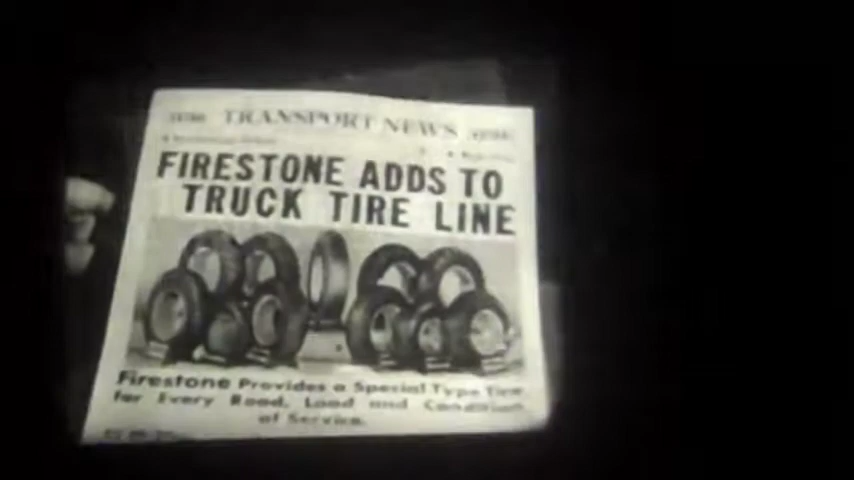 TRANSPORT NEWS
FIRESTONE ADDS TO
TRUCK TIRE LINE
Firestone Provides a Special Type Tire
for Every Road, Load and Condition
of Service.